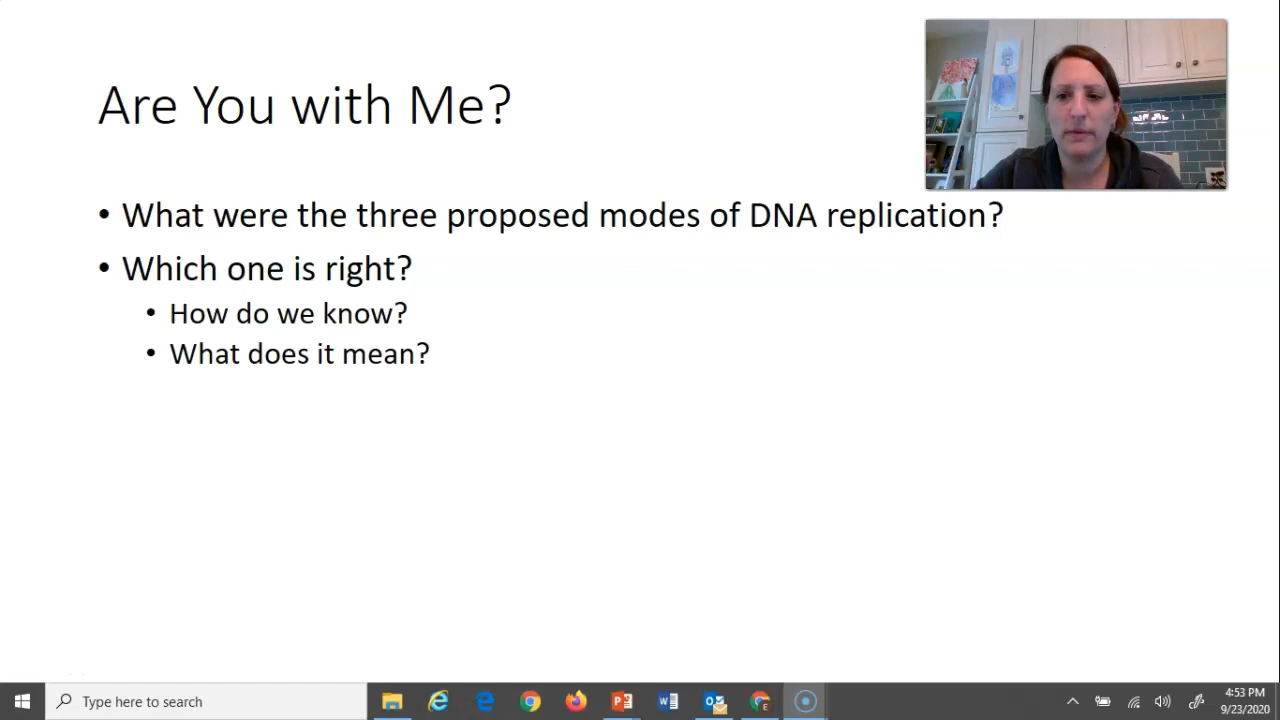 Are You with Me?
• What were the three proposed modes of DNA replication?
• Which one is right?
• How do we know?
• What does it mean?
Type here to search
4:53 PM
9/23/2020